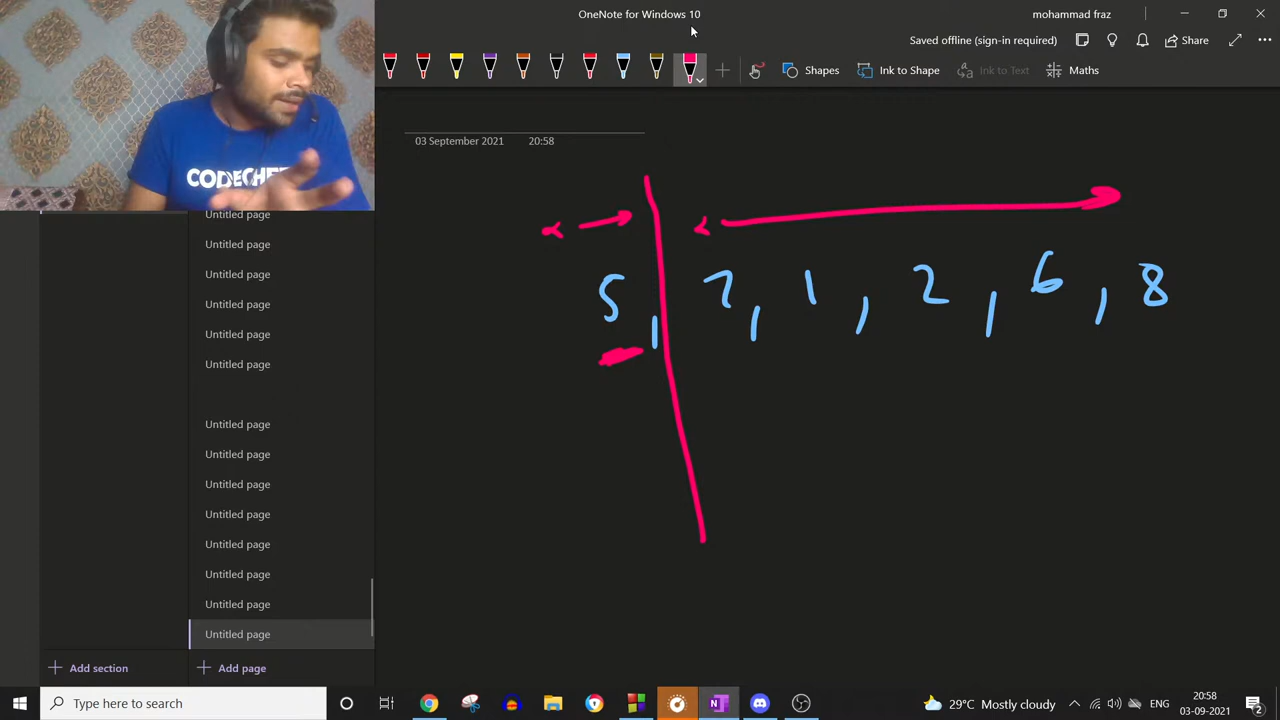 OneNote for Windows 10
mohammad fraz
Saved offline (sign-in required)
Share
Shapes
Ink to Shape
Ink to Text
Maths
03 September 2021 20:58
CODECHEF
5, 7, 1, 2, 6, 8
Untitled page
Untitled page
Untitled page
Untitled page
Untitled page
Untitled page
Untitled page
Untitled page
Untitled page
Untitled page
Untitled page
Untitled page
Untitled page
Untitled page
Add section
Add page
Type here to search
29°C Mostly cloudy
ENG
20:58
03-09-2021
2